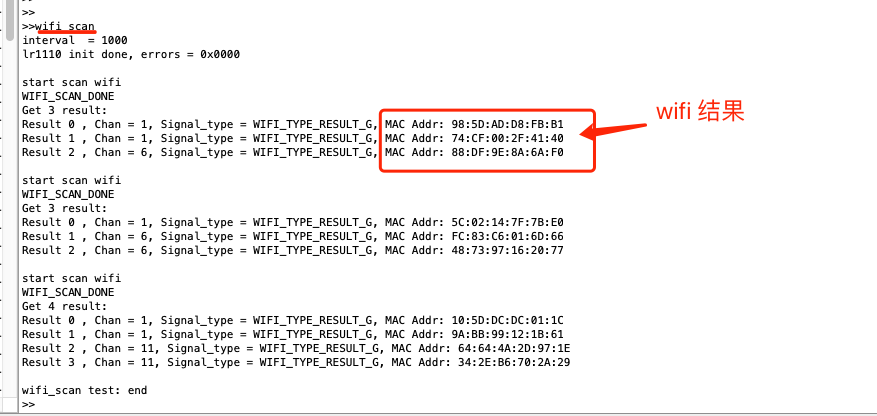 >>
>>
>>wifi_scan
interval  = 1000
lr1110 init done, errors = 0x0000
start scan wifi
WIFI_SCAN_DONE
Get 3 result:
Result 0 , Chan = 1, Signal_type = WIFI_TYPE_RESULT_G, MAC Addr: 98:5D:AD:D8:FB:B1
Result 1 , Chan = 1, Signal_type = WIFI_TYPE_RESULT_G, MAC Addr: 74:CF:00:2F:41:40
Result 2 , Chan = 6, Signal_type = WIFI_TYPE_RESULT_G, MAC Addr: 88:DF:9E:8A:6A:F0
wifi 结果
start scan wifi
WIFI_SCAN_DONE
Get 3 result:
Result 0 , Chan = 1, Signal_type = WIFI_TYPE_RESULT_G, MAC Addr: 5C:02:14:7F:7B:E0
Result 1 , Chan = 6, Signal_type = WIFI_TYPE_RESULT_G, MAC Addr: FC:83:C6:01:6D:66
Result 2 , Chan = 6, Signal_type = WIFI_TYPE_RESULT_G, MAC Addr: 48:73:97:16:20:77
start scan wifi
WIFI_SCAN_DONE
Get 4 result:
Result 0 , Chan = 1, Signal_type = WIFI_TYPE_RESULT_G, MAC Addr: 10:5D:DC:DC:01:1C
Result 1 , Chan = 1, Signal_type = WIFI_TYPE_RESULT_G, MAC Addr: 9A:BB:99:12:1B:61
Result 2 , Chan = 11, Signal_type = WIFI_TYPE_RESULT_G, MAC Addr: 64:64:4A:2D:97:1E
Result 3 , Chan = 11, Signal_type = WIFI_TYPE_RESULT_G, MAC Addr: 34:2E:B6:70:2A:29
wifi_scan test: end
>>